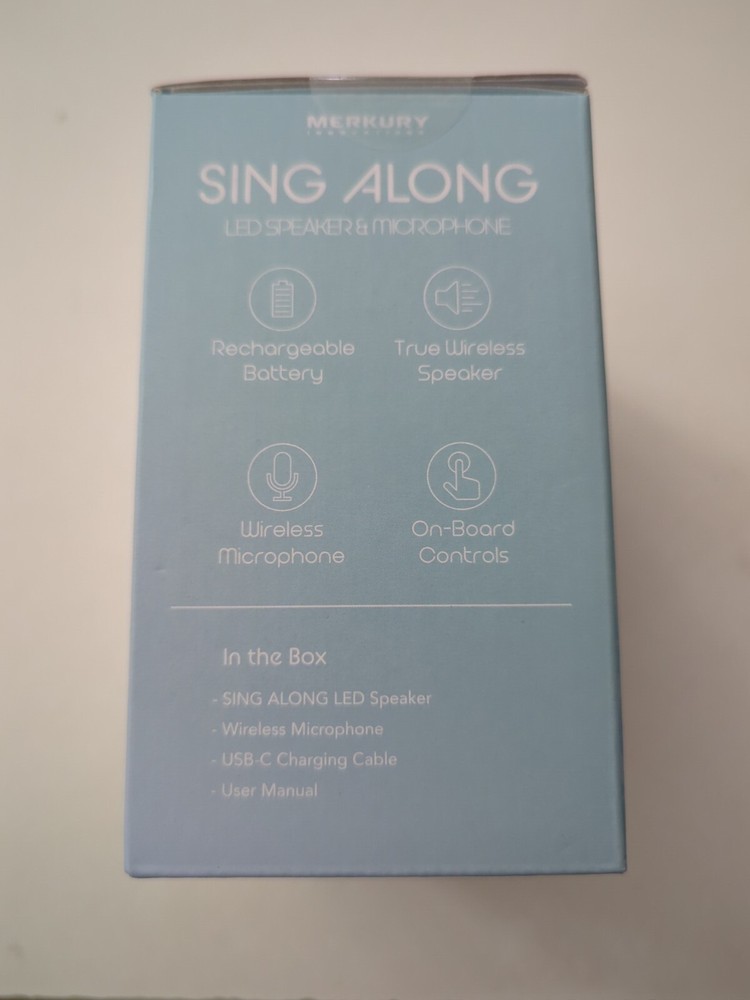 MERKURY
INNOVATIONS
SING ALONG
LED SPEAKER & MICROPHONE
Rechargeable
Battery
True Wireless
Speaker
Wireless
Microphone
On-Board
Controls
In the Box
- SING ALONG LED Speaker
- Wireless Microphone
- USB-C Charging Cable
- User Manual